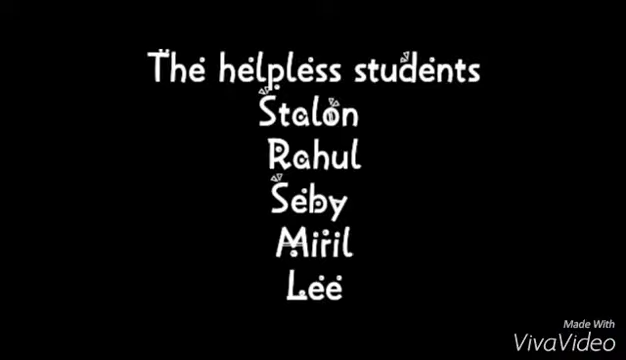 The helpless students
Stalon
Rahul
Seby
Miril
Lee
Made With
VivaVideo